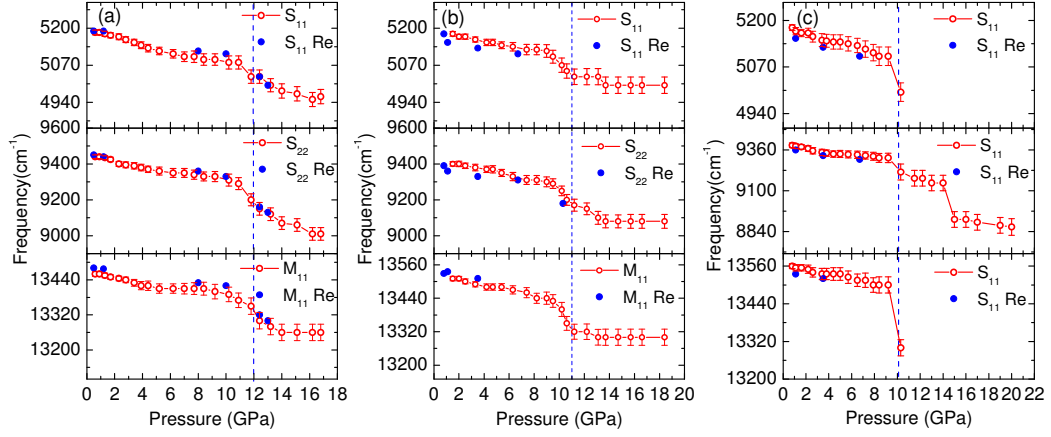 (a)
S11
S11 Re
5200
5070
4940
9600
S22
S22 Re
9400
9200
9000
M11
M11 Re
13440
13320
13200
0 2 4 6 8 10 12 14 16 18
Pressure (GPa)
Frequency(cm-1)
(b)
S11
S11 Re
5200
5070
4940
9600
S22
S22 Re
9400
9200
9000
M11
M11 Re
13560
13440
13320
13200
0 2 4 6 8 10 12 14 16 18 20
Pressure (GPa)
Frequency(cm-1)
(c)
S11
S11 Re
5200
5070
4940
S11
S11 Re
9360
9100
8840
S11
S11 Re
13560
13440
13320
13200
0 2 4 6 8 10 12 14 16 18 20 22
Pressure (GPa)
Frequency(cm-1)